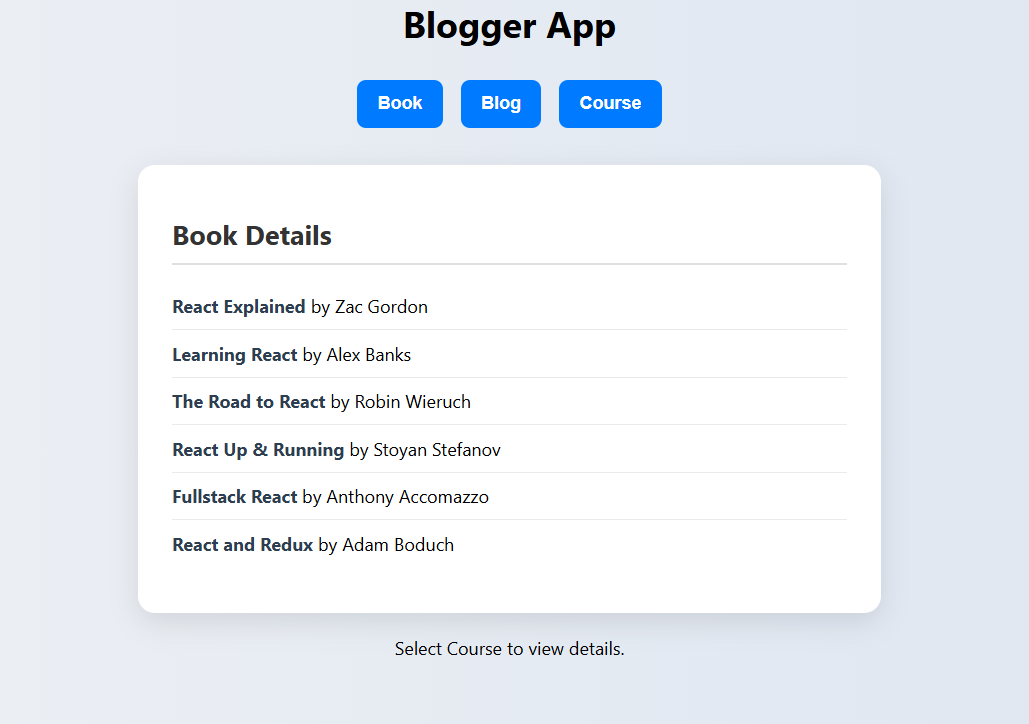 Blogger App
Book Blog Course
Book Details
React Explained by Zac Gordon
Learning React by Alex Banks
The Road to React by Robin Wieruch
React Up & Running by Stoyan Stefanov
Fullstack React by Anthony Accomazzo
React and Redux by Adam Boduch
Select Course to view details.